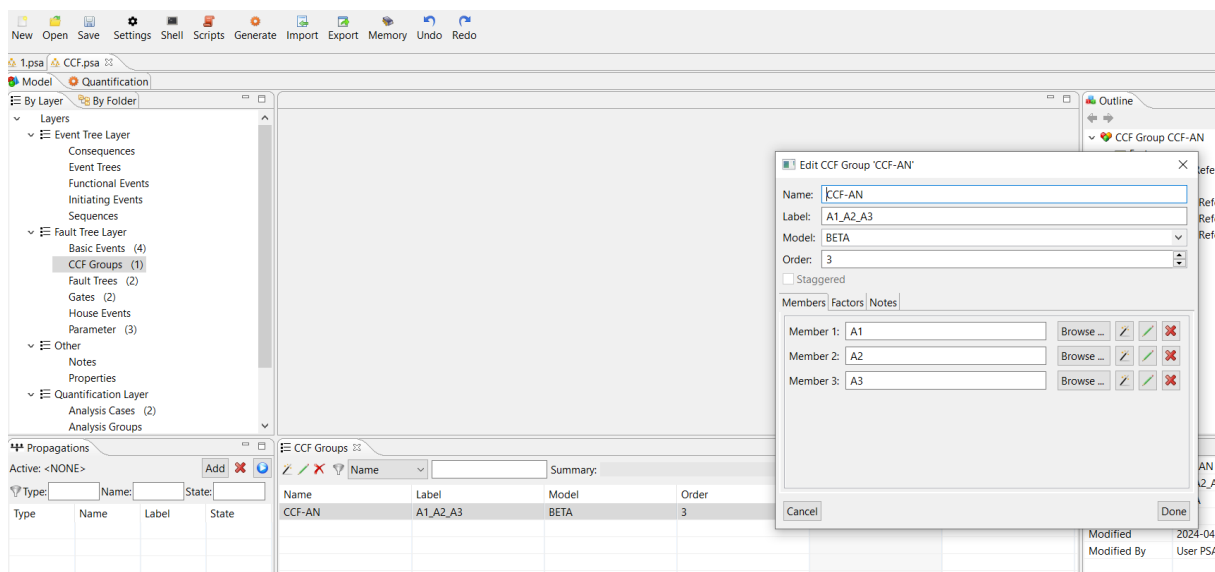 New Open Save Settings Shell Scripts Generate Import Export Memory Undo Redo
1.psa CCF.psa
Model Quantification
By Layer By Folder
Outline
Layers
CCF Group CCF-AN
Event Tree Layer
Consequences
Event Trees
Functional Events
Initiating Events
Sequences
Fault Tree Layer
Basic Events (4)
CCF Groups (1)
Fault Trees (2)
Gates (2)
House Events
Parameter (3)
Other
Notes
Properties
Quantification Layer
Analysis Cases (2)
Analysis Groups
Edit CCF Group 'CCF-AN'
Name: CCF-AN
Label: A1_A2_A3
Model: BETA
Order: 3
Staggered
Members Factors Notes
Member 1: A1 Browse ...
Member 2: A2 Browse ...
Member 3: A3 Browse ...
Cancel Done
Propagations
Active: <NONE> Add
Type: Name: State:
Type Name Label State
CCF Groups
Name Summary:
Name Label Model Order
CCF-AN A1_A2_A3 BETA 3
Modified 2024-04
Modified By User PSA